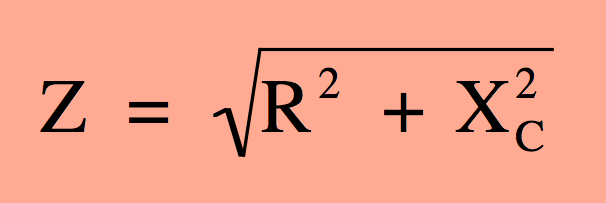 Z = √R² + X_C²